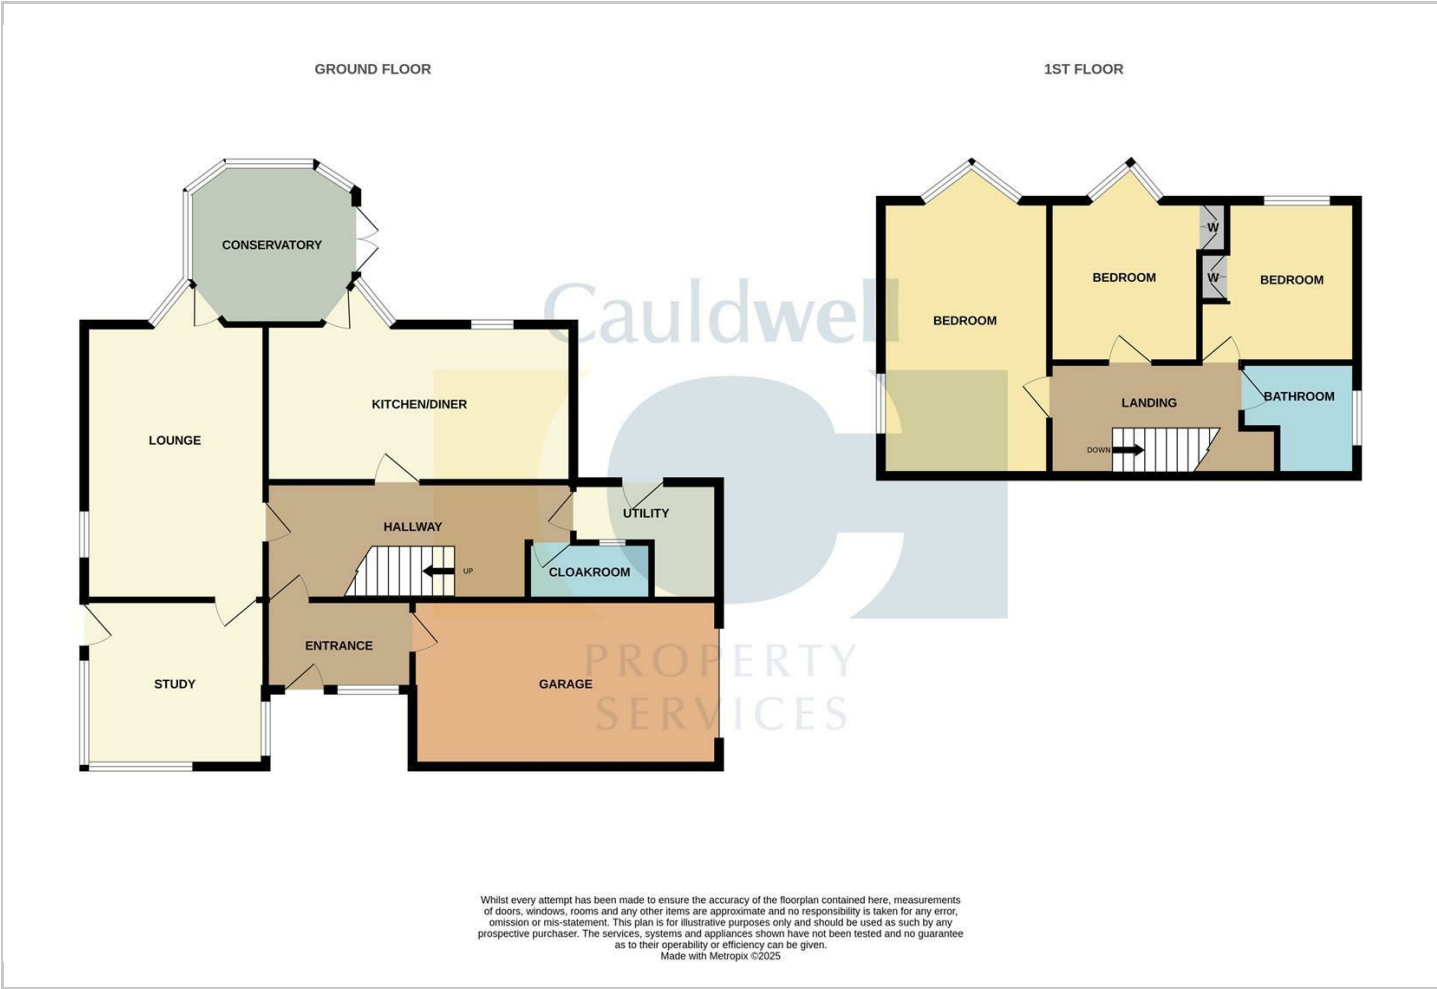 GROUND FLOOR
1ST FLOOR
CONSERVATORY
LOUNGE
KITCHEN/DINER
HALLWAY
UP
UTILITY
CLOAKROOM
ENTRANCE
STUDY
GARAGE
BEDROOM
BEDROOM
W
W
BEDROOM
LANDING
DOWN
BATHROOM
Cauldwell
PROPERTY
SERVICES
Whilst every attempt has been made to ensure the accuracy of the floorplan contained here, measurements
of doors, windows, rooms and any other items are approximate and no responsibility is taken for any error,
omission or mis-statement. This plan is for illustrative purposes only and should be used as such by any
prospective purchaser. The services, systems and appliances shown have not been tested and no guarantee
as to their operability or efficiency can be given.
Made with Metropix ©2025